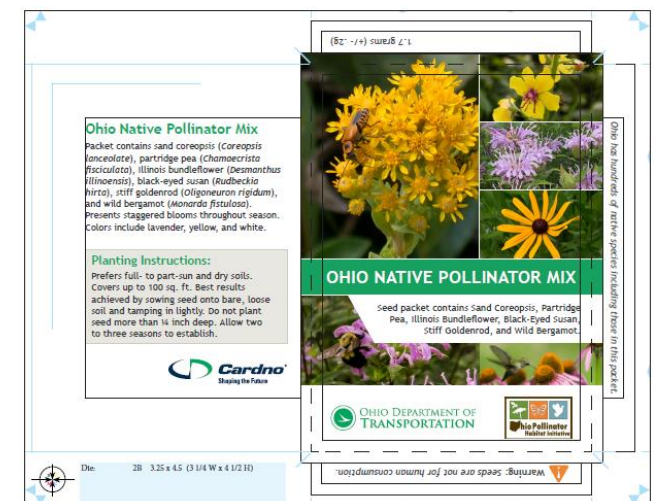 1.7 grams (+/- .2g)
Ohio Native Pollinator Mix
Packet contains sand coreopsis (Coreopsis
lanceolate), partridge pea (Chamaecrista
fisciculata), Illinois bundleflower (Desmanthus
illinoensis), black-eyed susan (Rudbeckia
hirta), stiff goldenrod (Oligoneuron rigidum),
and wild bergamot (Monarda fistulosa).
Presents staggered blooms throughout season.
Colors include lavender, yellow, and white.
Planting Instructions:
Prefers full- to part-sun and dry soils.
Covers up to 100 sq. ft. Best results
achieved by sowing seed onto bare, loose
soil and tamping in lightly. Do not plant
seed more than ¼ inch deep. Allow two
to three seasons to establish.
Cardno
Shaping the Future
OHIO NATIVE POLLINATOR MIX
Seed packet contains Sand Coreopsis, Partridge
Pea, Illinois Bundleflower, Black-Eyed Susan,
Stiff Goldenrod, and Wild Bergamot.
OHIO DEPARTMENT OF
TRANSPORTATION
Ohio Pollinator
Habitat Initiative
Ohio has hundreds of native species including those in this packet.
Warning: Seeds are not for human consumption.
Dte: 2B 3.25 x 4.5 (3 1/4 W x 4 1/2 H)